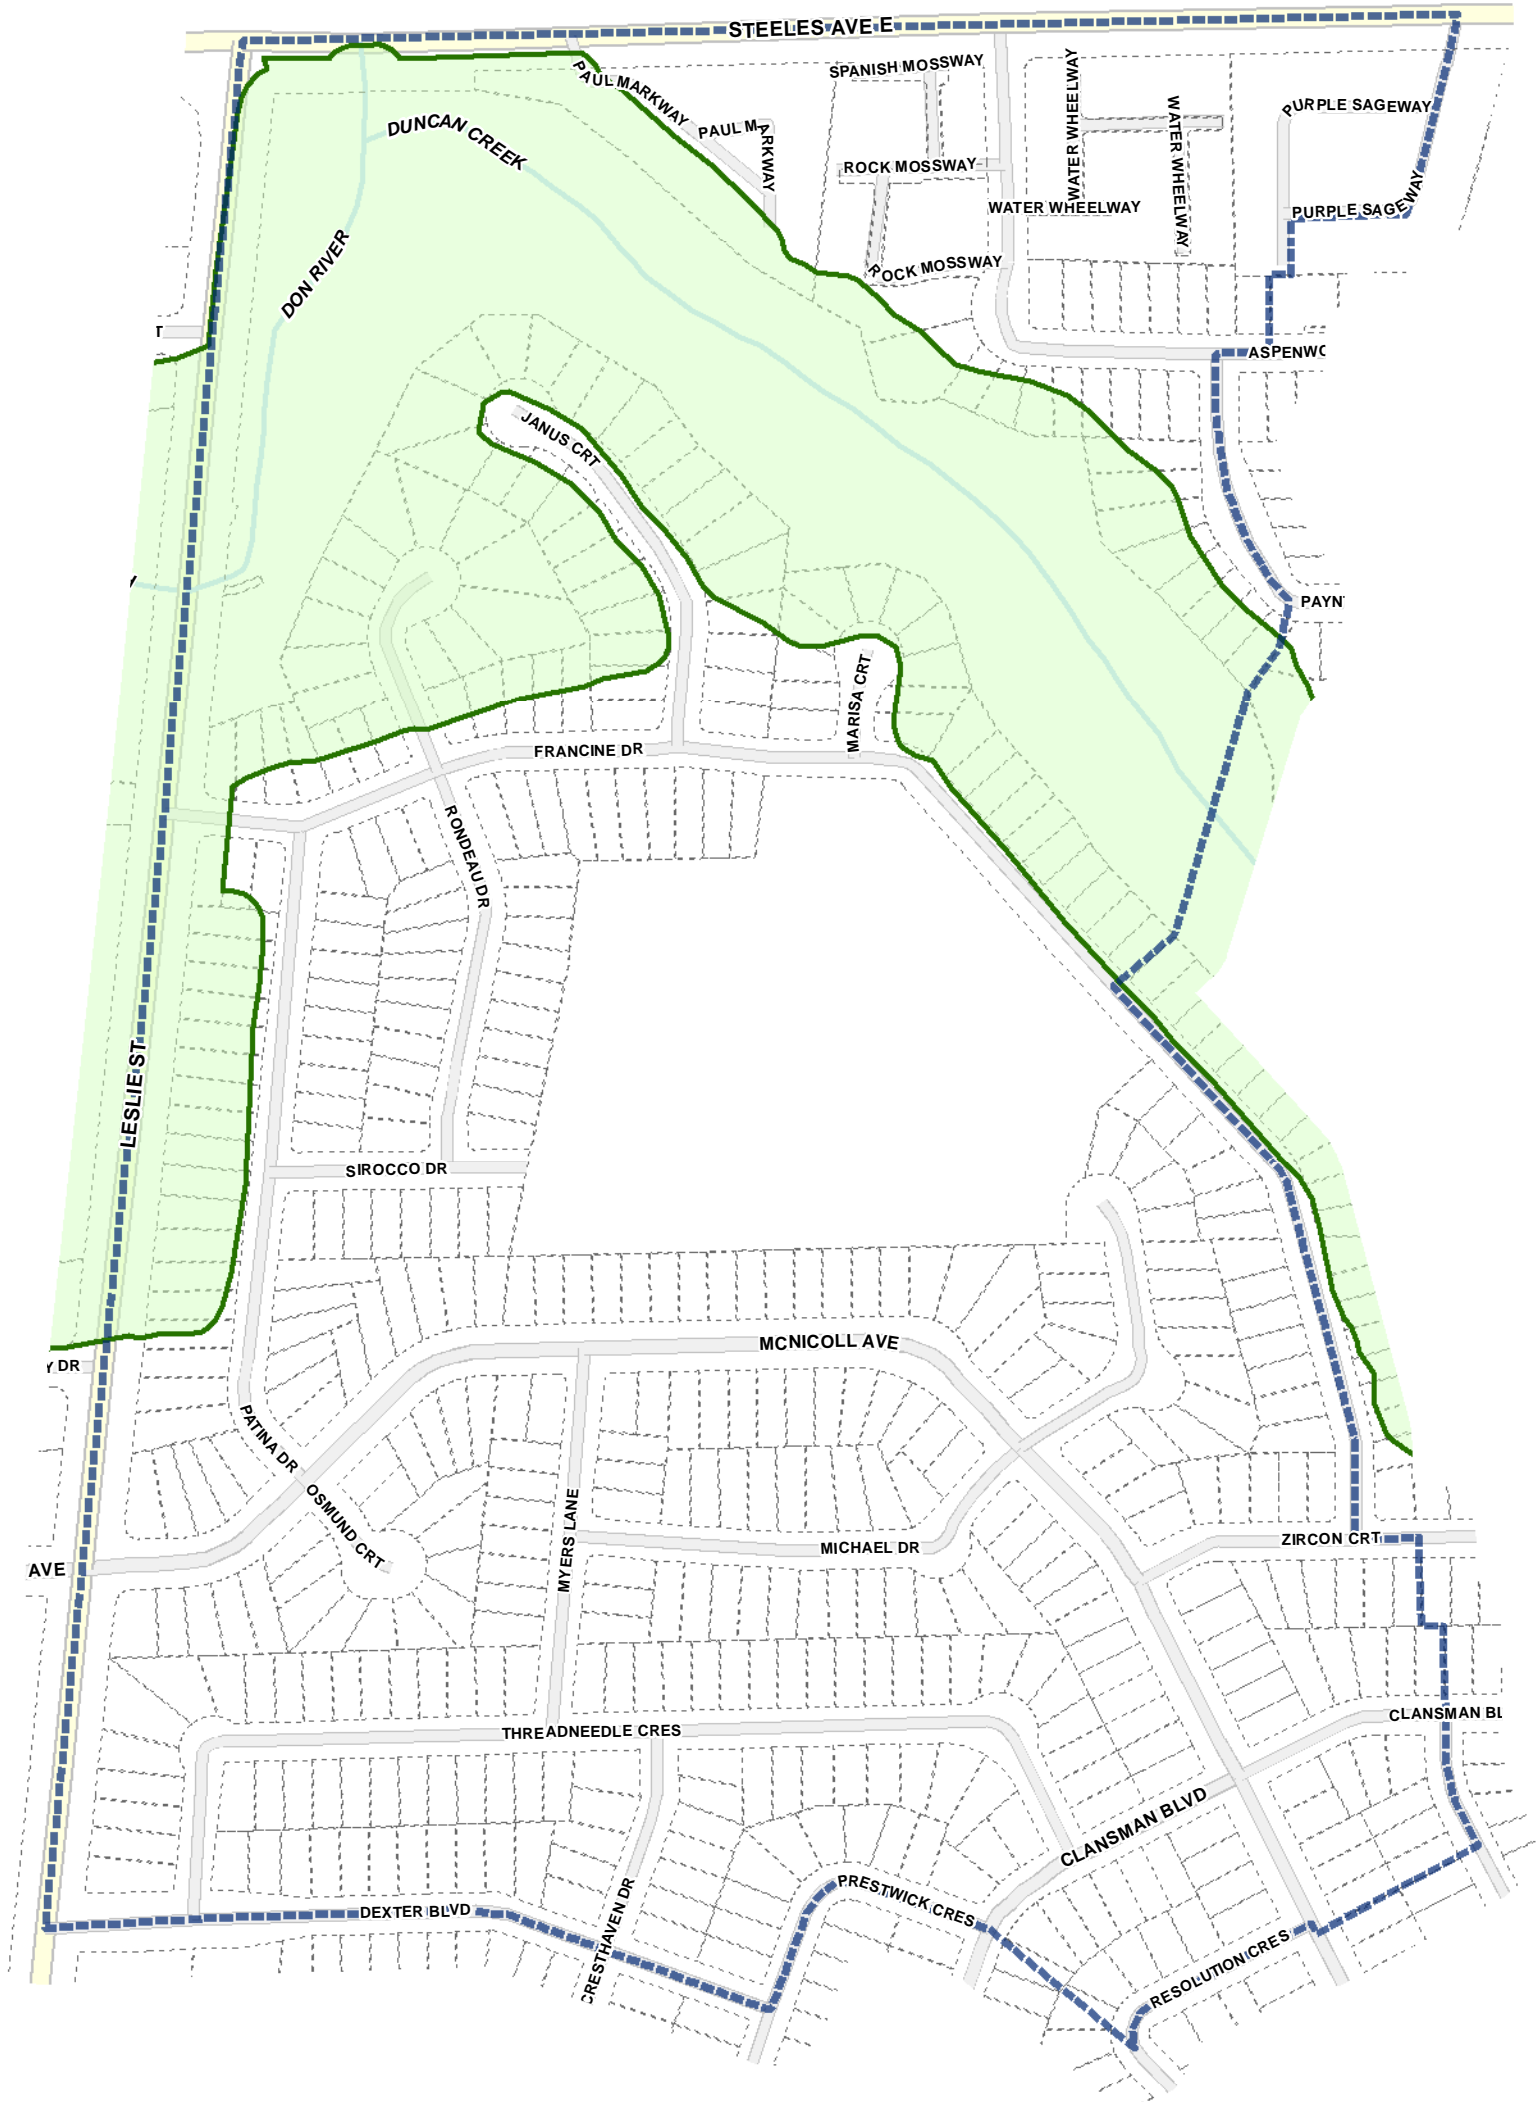 STEELES AVE E
SPANISH MOSSWAY
PAUL MARKWAY
PAUL MARKWAY
WATER WHEELWAY
WATER WHEELWAY
PURPLE SAGEWAY
DUNCAN CREEK
ROCK MOSSWAY
WATER WHEELWAY
PURPLE SAGEWAY
DON RIVER
ROCK MOSSWAY
T
ASPENWO
JANUS CRT
Y
PAYN
MARISA CRT
FRANCINE DR
RONDEAU DR
LESLIE ST
SIROCCO DR
MCNICOLL AVE
Y DR
PATINA DR
OSMUND CRT
MYERS LANE
MICHAEL DR
ZIRCON CRT
AVE
CLANSMAN BL
THREADNEEDLE CRES
CLANSMAN BLVD
DEXTER BLVD
PRESTWICK CRES
CRESTHAVEN DR
RESOLUTION CRES